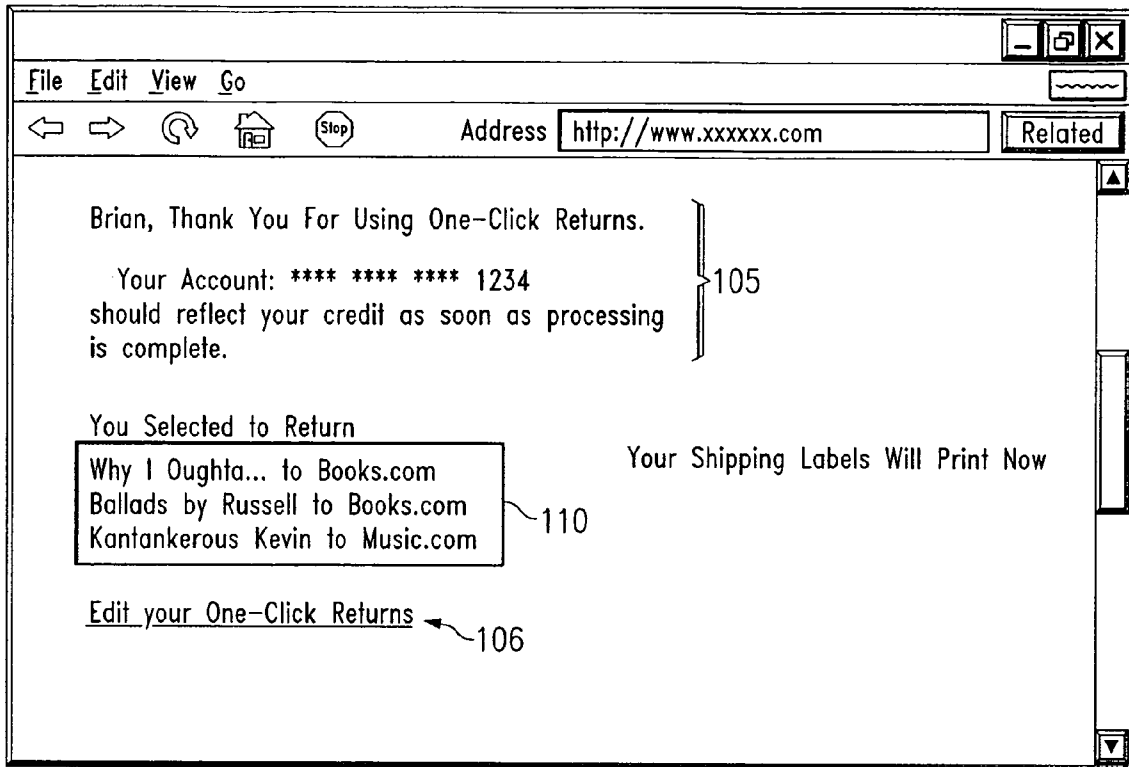 File Edit View Go
Stop Address http://www.xxxxxx.com Related
Brian, Thank You For Using One-Click Returns.
Your Account: **** **** **** 1234
should reflect your credit as soon as processing
is complete.
105
You Selected to Return
Why I Oughta... to Books.com
Ballads by Russell to Books.com
Kantankerous Kevin to Music.com
110
Your Shipping Labels Will Print Now
Edit your One-Click Returns
106